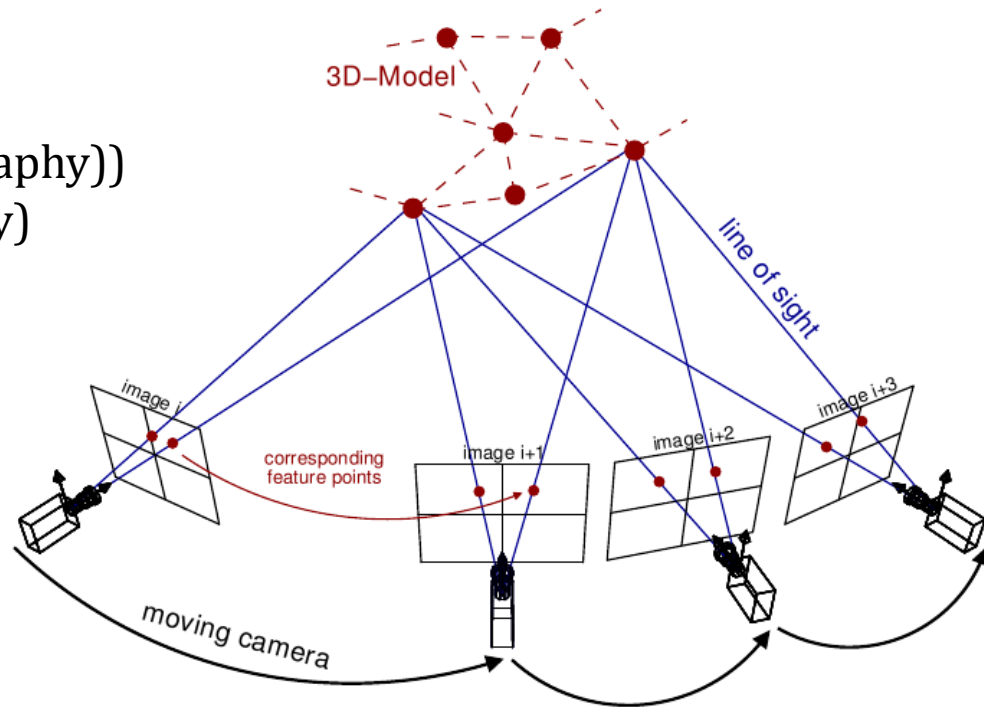 3D-Model
aphy))
y)
line of sight
image i
image i+3
image i+2
image i+1
corresponding
feature points
moving camera